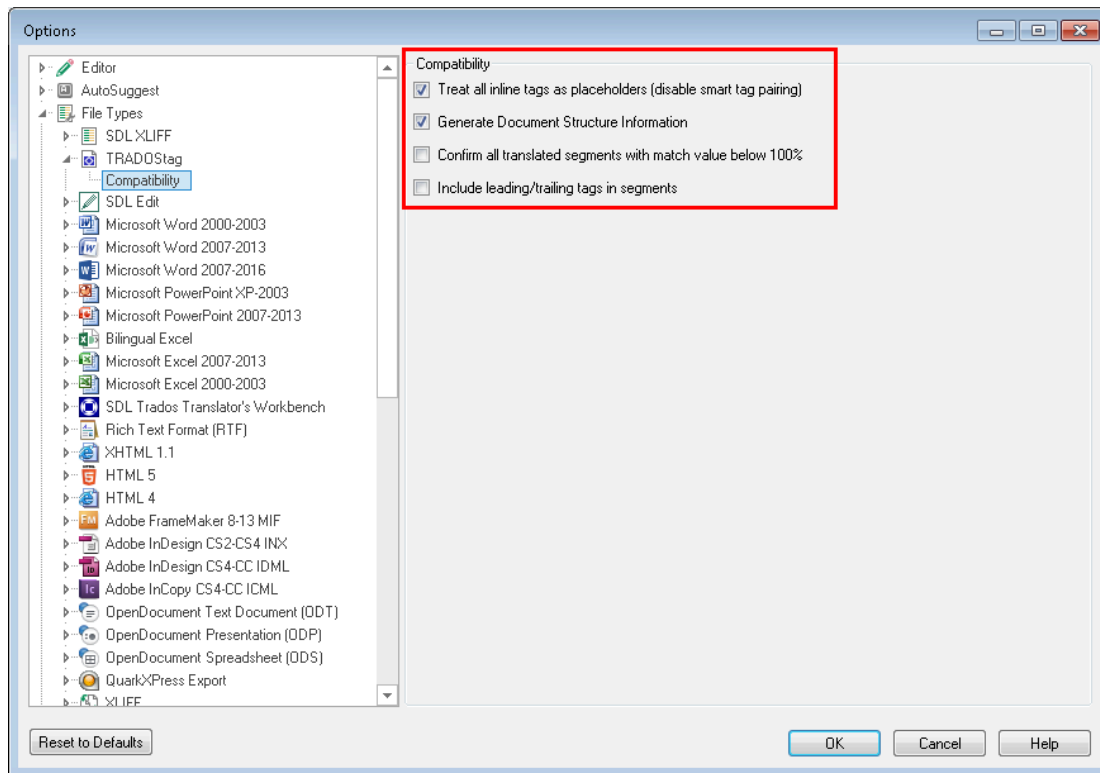 Options
Editor
AutoSuggest
File Types
SDL XLIFF
TRADOStag
Compatibility
SDL Edit
Microsoft Word 2000-2003
Microsoft Word 2007-2013
Microsoft Word 2007-2016
Microsoft PowerPoint XP-2003
Microsoft PowerPoint 2007-2013
Bilingual Excel
Microsoft Excel 2007-2013
Microsoft Excel 2000-2003
SDL Trados Translator's Workbench
Rich Text Format (RTF)
XHTML 1.1
HTML 5
HTML 4
Adobe FrameMaker 8-13 MIF
Adobe InDesign CS2-CS4 INX
Adobe InDesign CS4-CC IDML
Adobe InCopy CS4-CC ICML
OpenDocument Text Document (ODT)
OpenDocument Presentation (ODP)
OpenDocument Spreadsheet (ODS)
QuarkXPress Export
XLIFF
Compatibility
Treat all inline tags as placeholders (disable smart tag pairing)
Generate Document Structure Information
Confirm all translated segments with match value below 100%
Include leading/trailing tags in segments
Reset to Defaults
OK
Cancel
Help